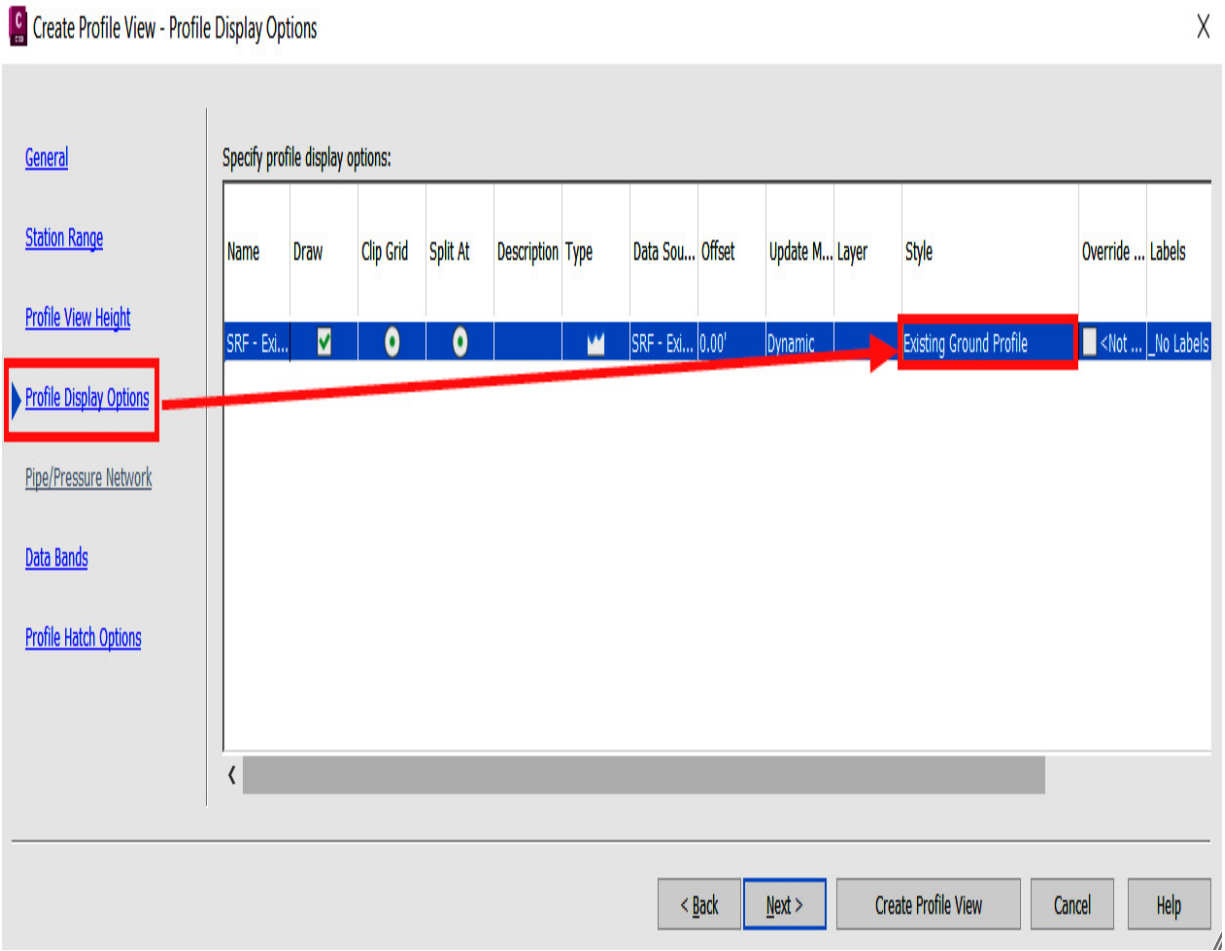 Create Profile View - Profile Display Options
General
Station Range
Profile View Height
Profile Display Options
Pipe/Pressure Network
Data Bands
Profile Hatch Options
Specify profile display options:
Name Draw Clip Grid Split At Description Type Data Sou... Offset Update M... Layer Style Override ... Labels
SRF - Exi... SRF - Exi... 0.00' Dynamic Existing Ground Profile <Not ... _No Labels
< Back Next > Create Profile View Cancel Help